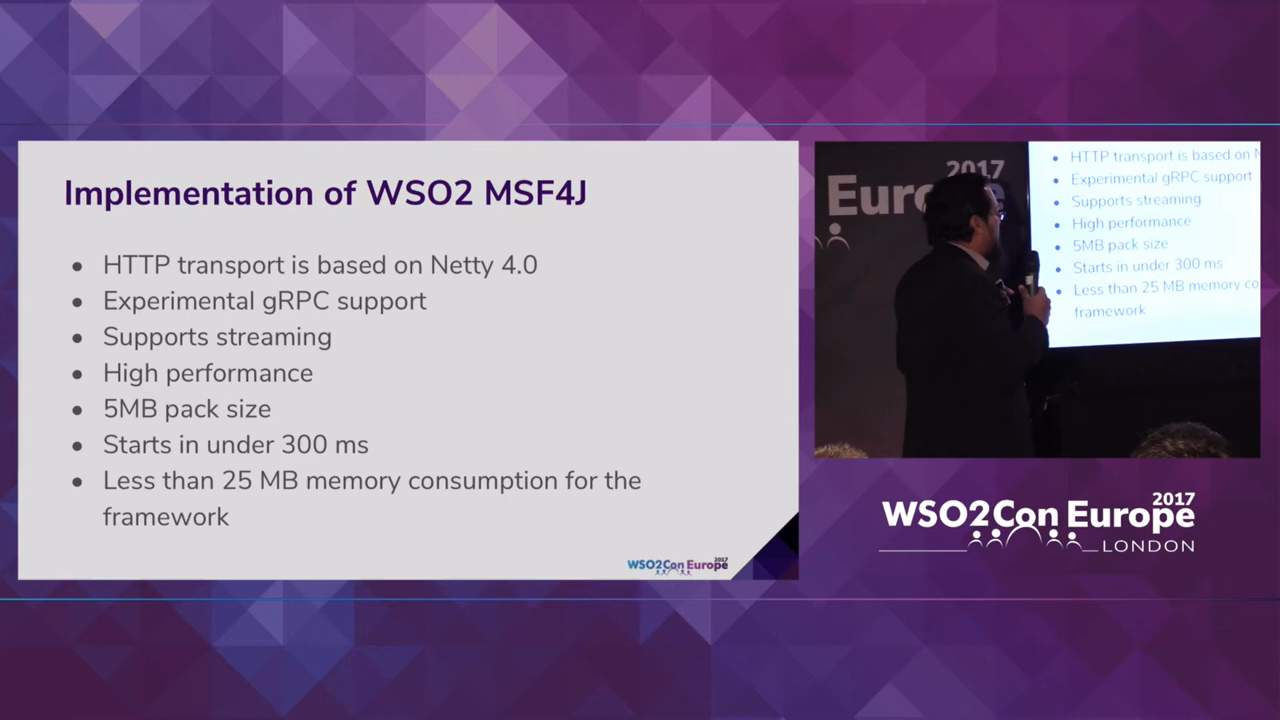 Implementation of WSO2 MSF4J
• HTTP transport is based on Netty 4.0
• Experimental gRPC support
• Supports streaming
• High performance
• 5MB pack size
• Starts in under 300 ms
• Less than 25 MB memory consumption for the
framework
WSO2Con Europe 2017
2017
Euro
• HTTP transport is based on
• Experimental gRPC support
• Supports streaming
• High performance
• 5MB pack size
• Starts in under 300 ms
• Less than 25 MB memory co
framework
2017
WSO2Con Europe
LONDON